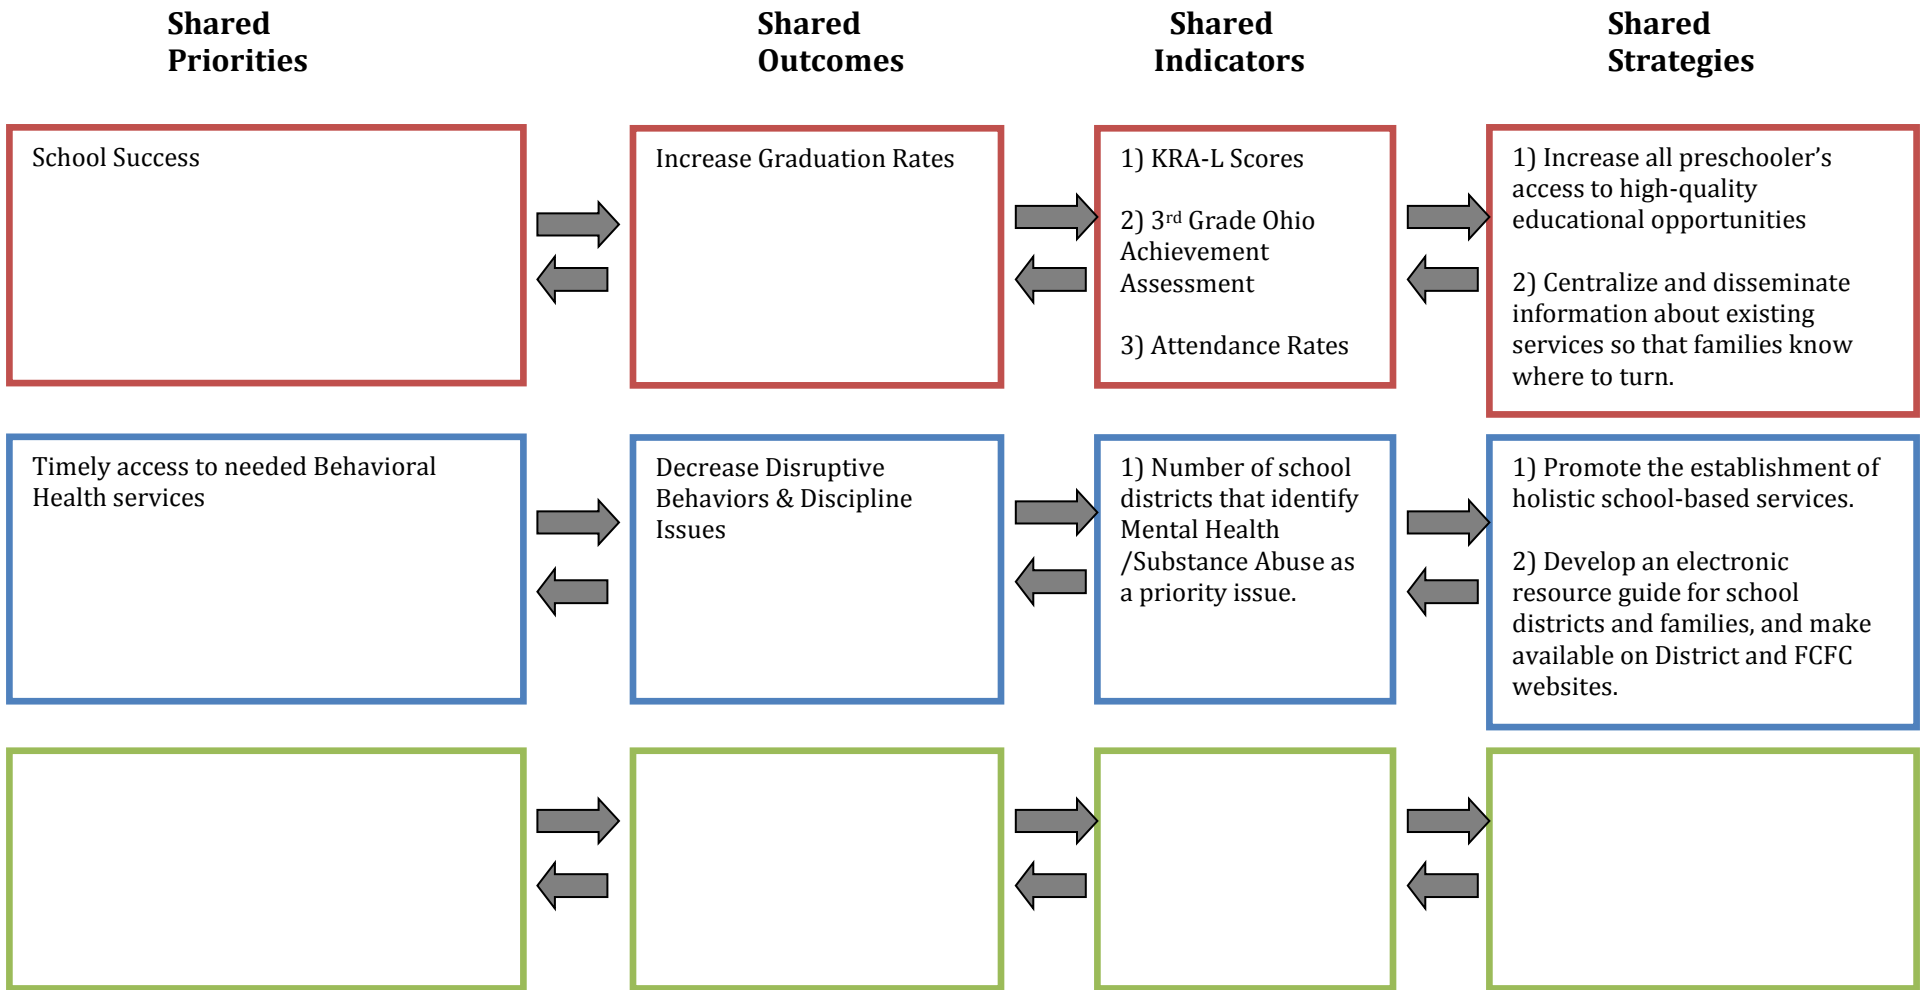 Shared
Priorities
Shared
Outcomes
Shared
Indicators
Shared
Strategies
School Success
Increase Graduation Rates
1) KRA-L Scores
2) 3rd Grade Ohio
Achievement
Assessment
3) Attendance Rates
1) Increase all preschooler’s
access to high-quality
educational opportunities
2) Centralize and disseminate
information about existing
services so that families know
where to turn.
Timely access to needed Behavioral
Health services
Decrease Disruptive
Behaviors & Discipline
Issues
1) Number of school
districts that identify
Mental Health
/Substance Abuse as
a priority issue.
1) Promote the establishment of
holistic school-based services.
2) Develop an electronic
resource guide for school
districts and families, and make
available on District and FCFC
websites.